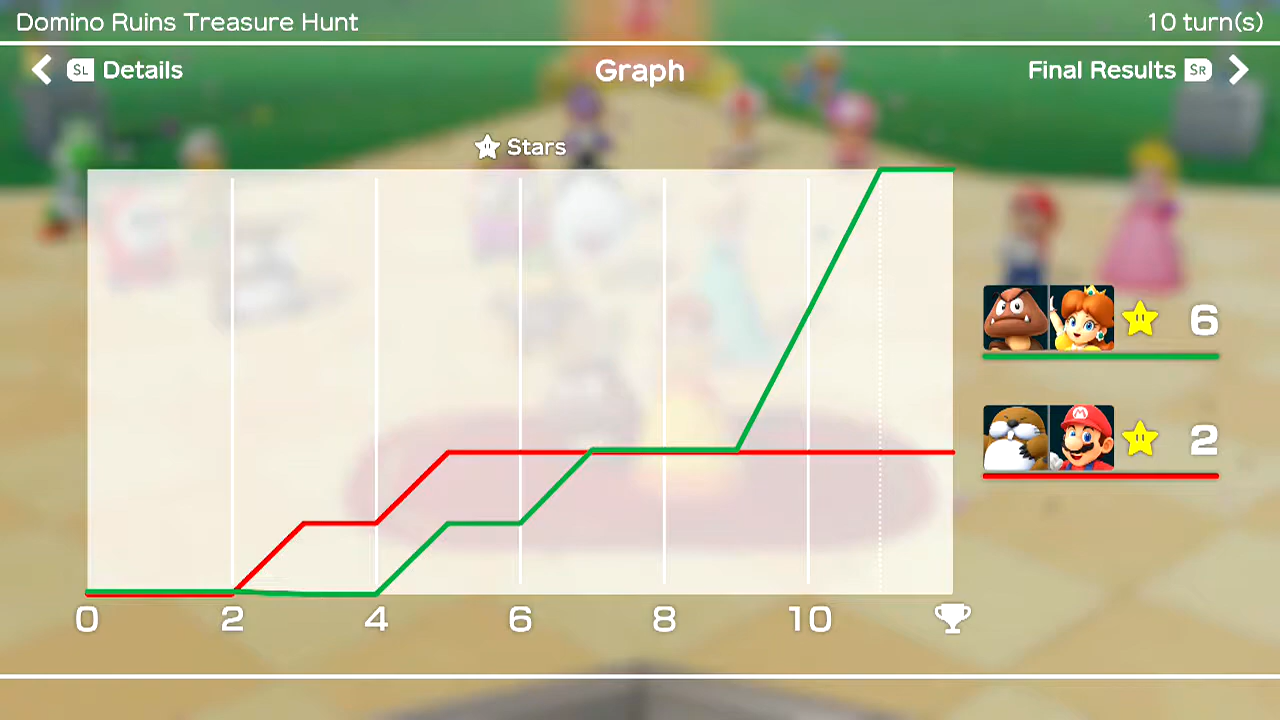 Domino Ruins Treasure Hunt 10 turn(s)
SL Details Graph Final Results SR
Stars
6
M
2
0 2 4 6 8 10